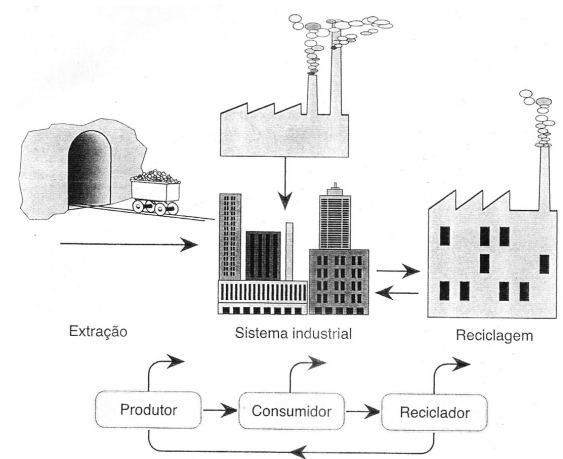 Extração
Sistema industrial
Reciclagem
Produtor
Consumidor
Reciclador